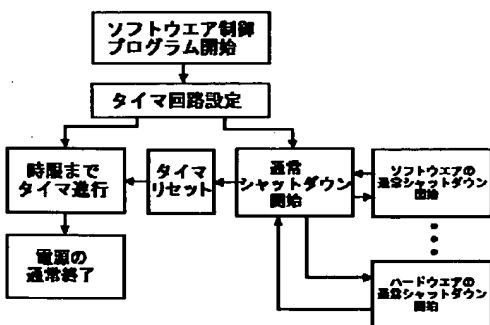 ソフトウエア制御
プログラム開始
タイマ回路設定
時限まで
タイマ進行
タイマ
リセット
通常
シャットダウン
開始
ソフトウエアの
通常シャットダウン
開始
電源の
通常終了
ハードウエアの
通常シャットダウン
開始